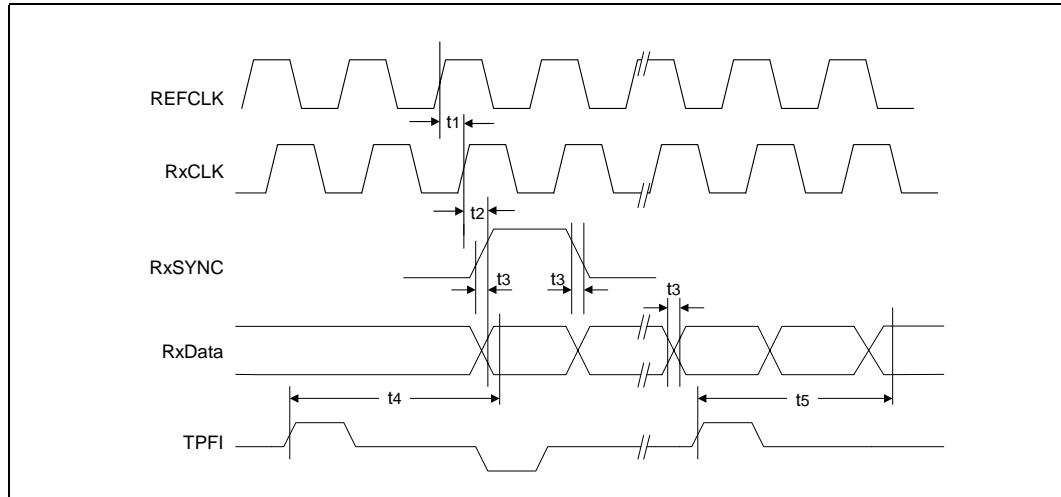 REFCLK
t1
RxCLK
t2
RxSYNC
t3 t3 t3
RxData
t4 t5
TPFI